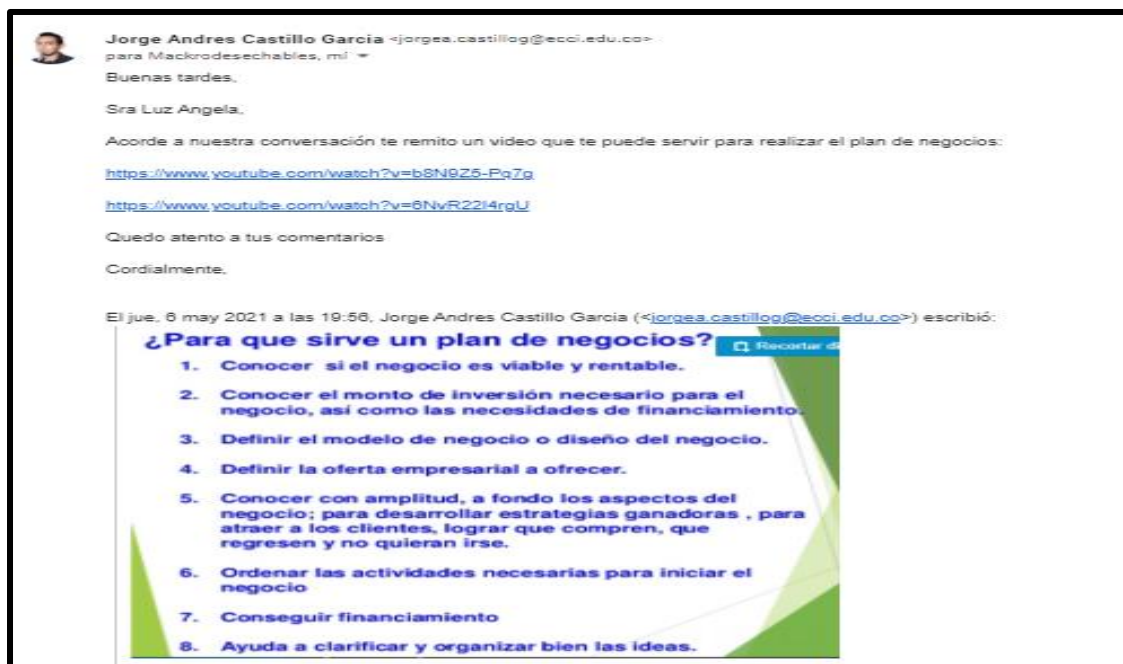 Jorge Andres Castillo Garcia <jorgea.castillog@ecci.edu.co>
para Mackrodesechables, mí
Buenas tardes,
Sra Luz Angela,
Acorde a nuestra conversación te remito un video que te puede servir para realizar el plan de negocios:
https://www.youtube.com/watch?v=b8N9Z5-Pq7g
https://www.youtube.com/watch?v=6NvR22I4rgU
Quedo atento a tus comentarios
Cordialmente,
El jue, 6 may 2021 a las 19:56, Jorge Andres Castillo Garcia (<jorgea.castillog@ecci.edu.co>) escribió:
¿Para que sirve un plan de negocios?
Recortar
1. Conocer si el negocio es viable y rentable.
2. Conocer el monto de inversión necesario para el
negocio, así como las necesidades de financiamiento.
3. Definir el modelo de negocio o diseño del negocio.
4. Definir la oferta empresarial a ofrecer.
5. Conocer con amplitud, a fondo los aspectos del
negocio; para desarrollar estrategias ganadoras , para
atraer a los clientes, lograr que compren, que
regresen y no quieran irse.
6. Ordenar las actividades necesarias para iniciar el
negocio
7. Conseguir financiamiento
8. Ayuda a clarificar y organizar bien las ideas.